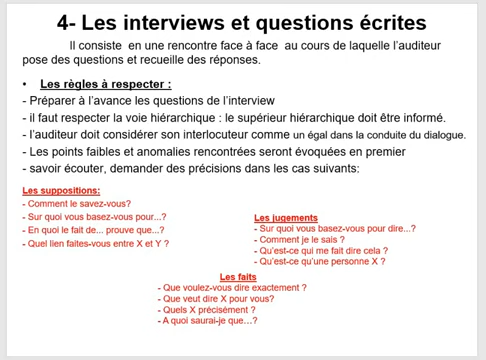 4- Les interviews et questions écrites
Il consiste en une rencontre face à face au cours de laquelle l'auditeur
pose des questions et recueille des réponses.
• Les règles à respecter :
- Préparer à l'avance les questions de l'interview
- il faut respecter la voie hiérarchique : le supérieur hiérarchique doit être informé.
- l'auditeur doit considérer son interlocuteur comme un égal dans la conduite du dialogue.
- Les points faibles et anomalies rencontrées seront évoquées en premier
- savoir écouter, demander des précisions dans les cas suivants:
Les suppositions:
- Comment le savez-vous?
- Sur quoi vous basez-vous pour...?
- En quoi le fait de... prouve que...?
- Quel lien faites-vous entre X et Y ?
Les jugements
- Sur quoi vous basez-vous pour dire...?
- Comment je le sais ?
- Qu'est-ce qui me fait dire cela ?
- Qu'est-ce qu'une personne X ?
Les faits
- Que voulez-vous dire exactement ?
- Que veut dire X pour vous?
- Quels X précisément ?
- A quoi saurai-je que...?